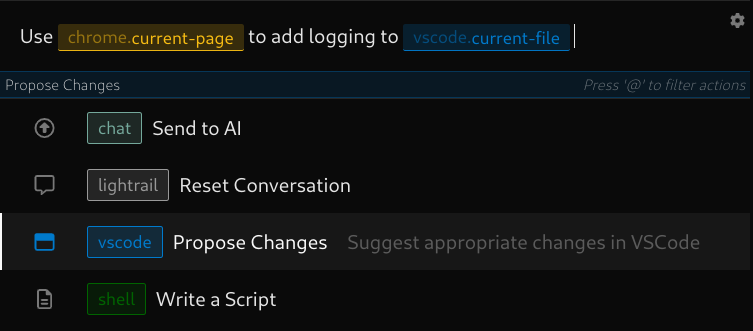 Use chrome.current-page to add logging to vscode.current-file
Propose Changes Press '@' to filter actions
chat Send to AI
lightrail Reset Conversation
vscode Propose Changes Suggest appropriate changes in VSCode
shell Write a Script